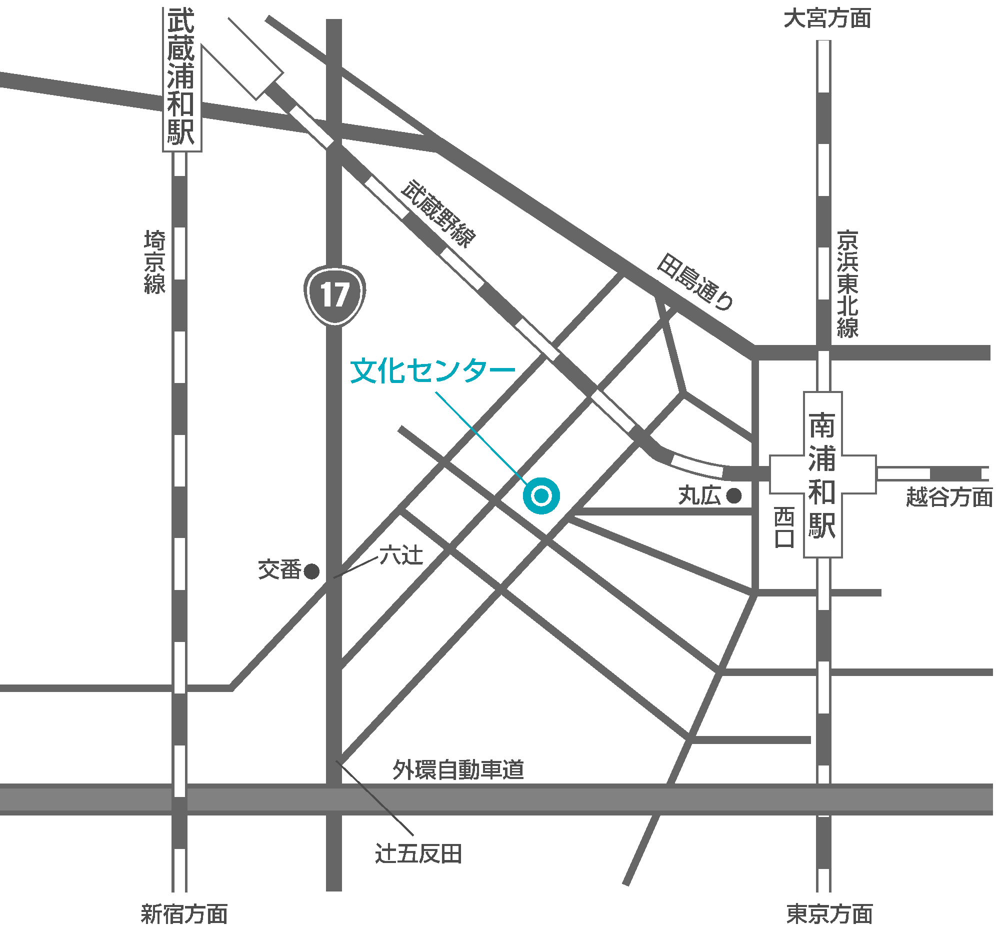 武蔵浦和駅
大宮方面
武蔵野線
埼京線
京浜東北線
田島通り
17
文化センター
南浦和駅
丸広
越谷方面
西口
六辻
交番
外環自動車道
辻五反田
新宿方面
東京方面